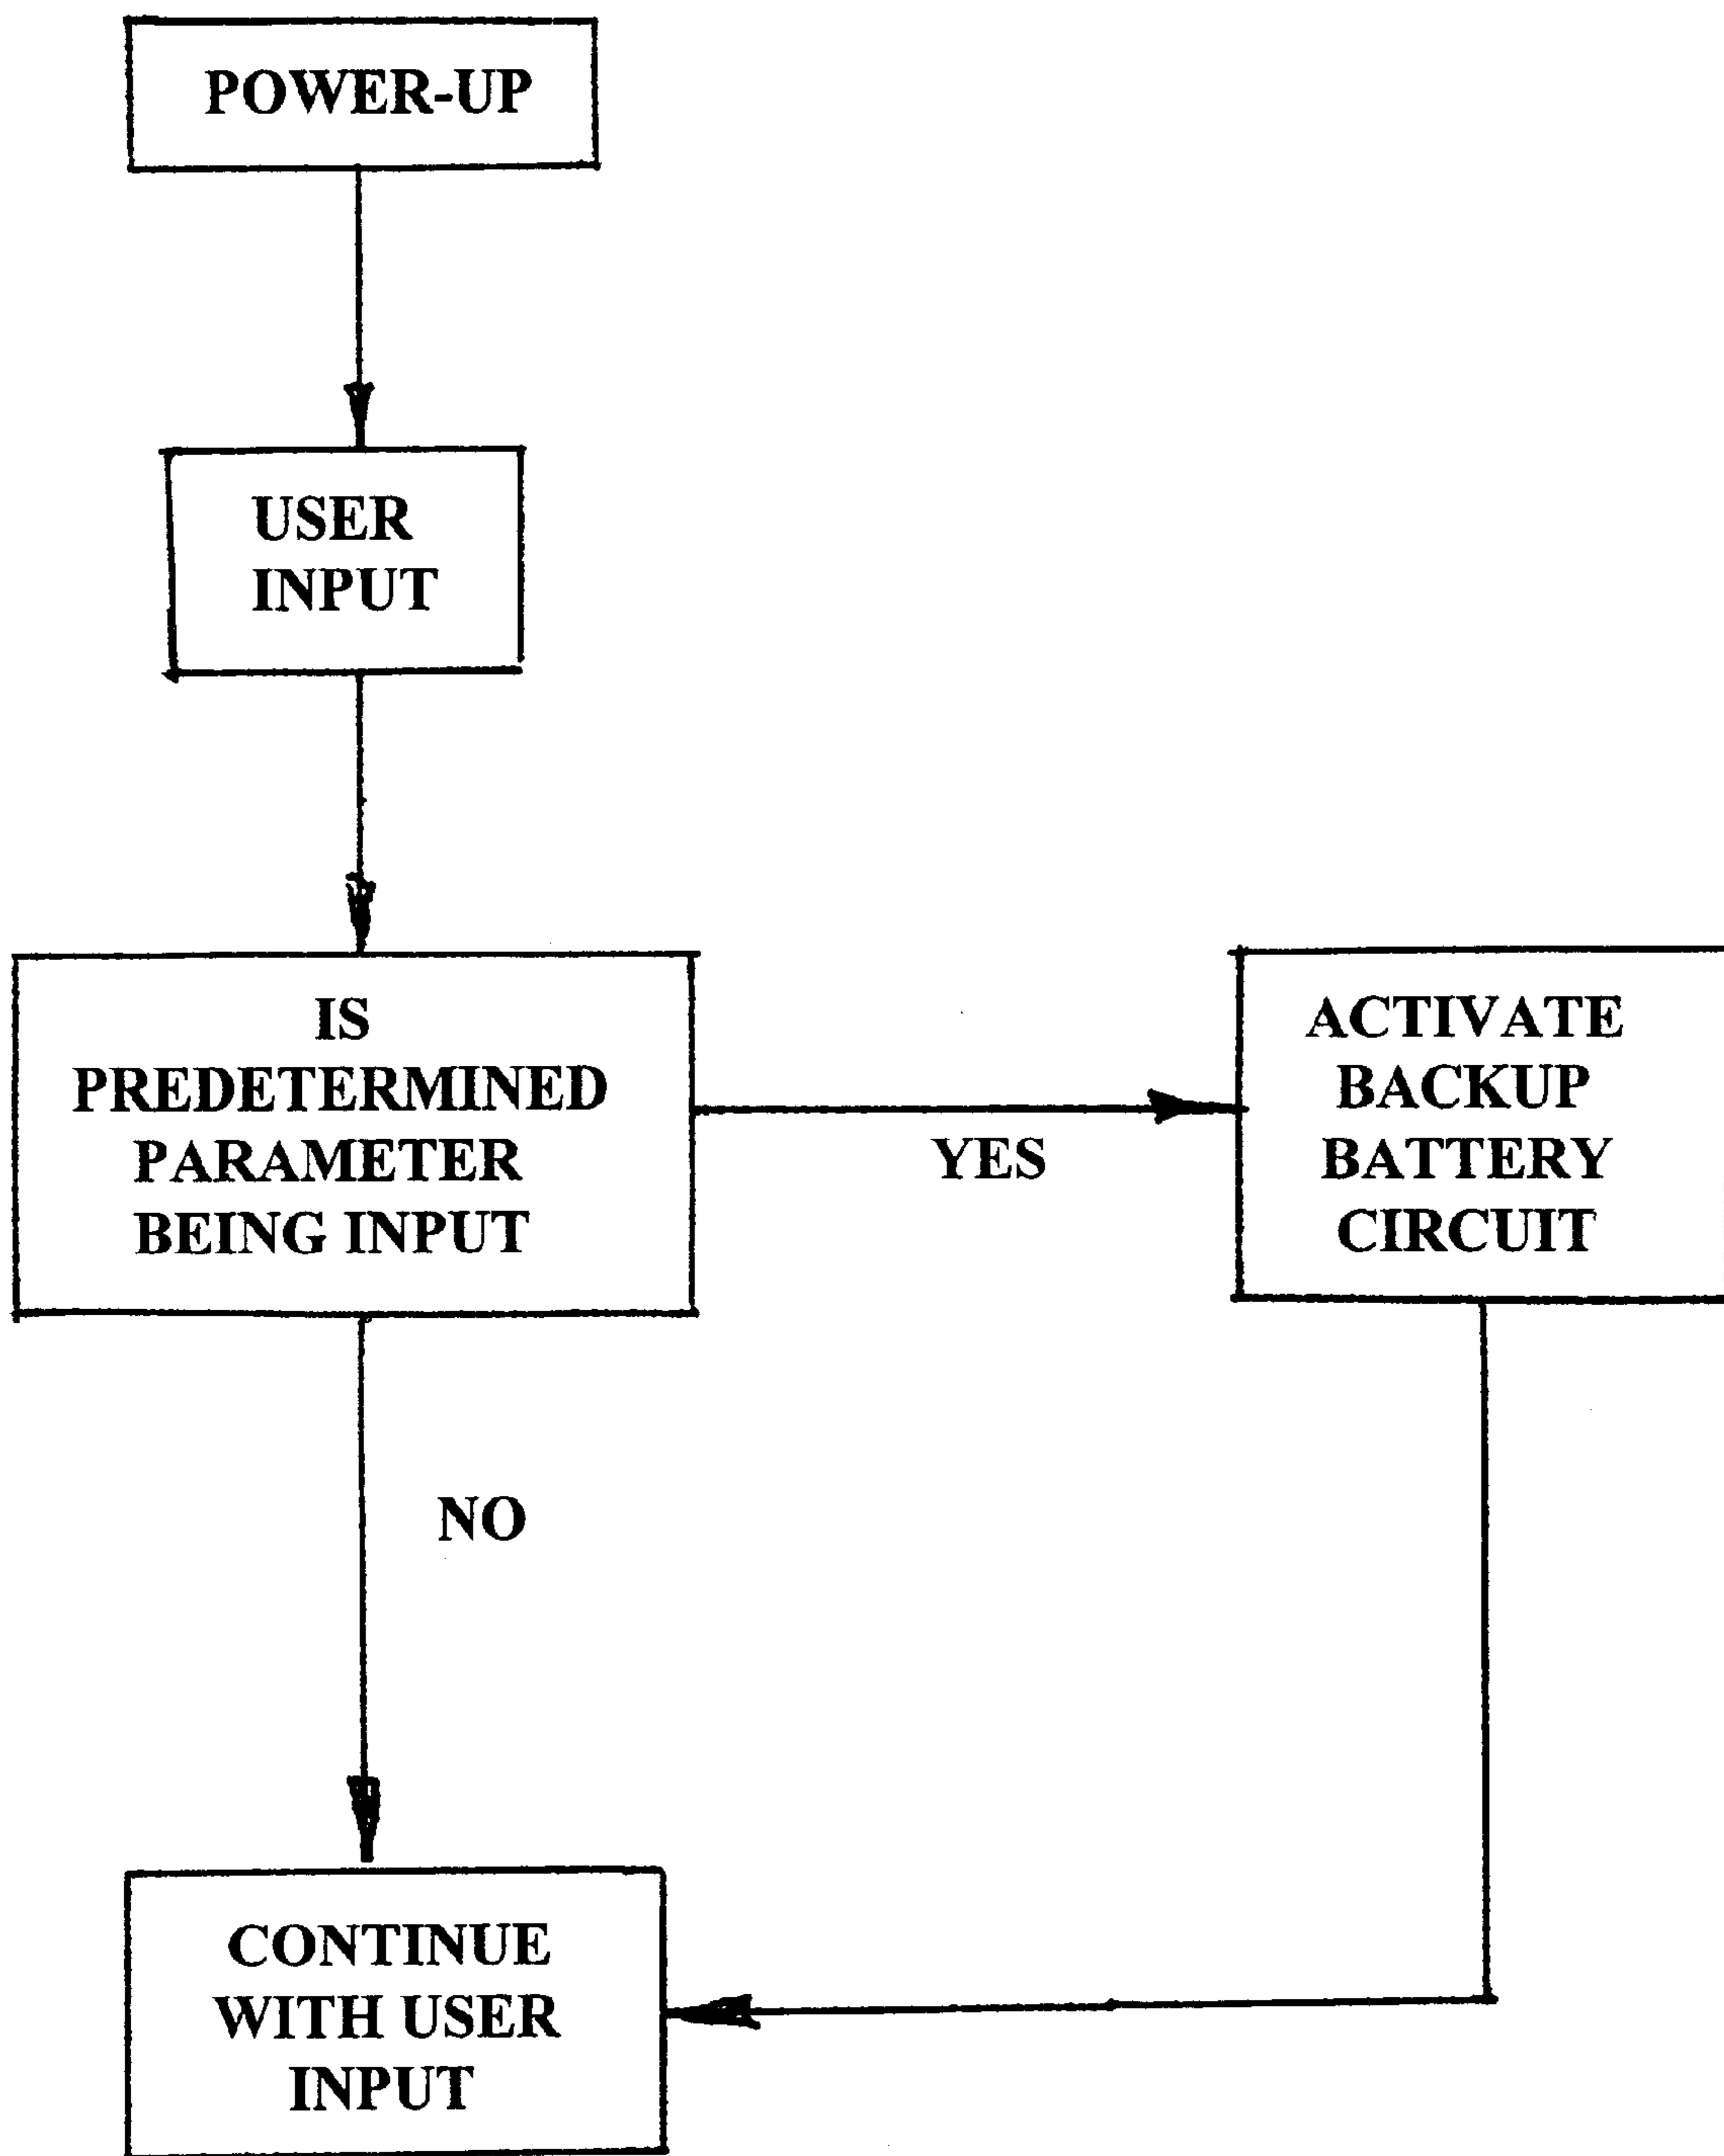 POWER-UP
USER
INPUT
IS
PREDETERMINED
PARAMETER
BEING INPUT
YES
ACTIVATE
BACKUP
BATTERY
CIRCUIT
NO
CONTINUE
WITH USER
INPUT